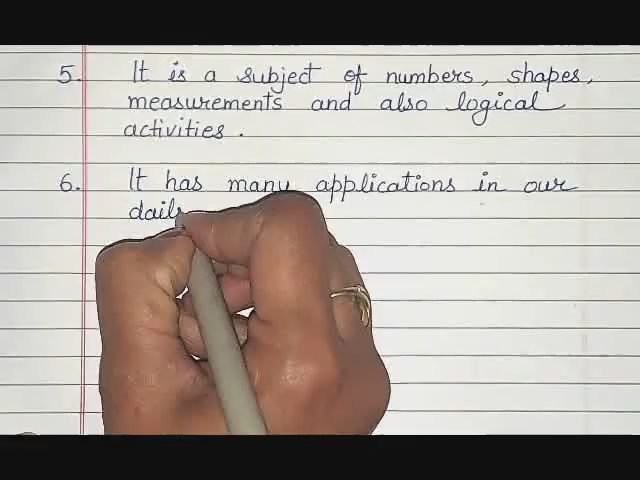 5. It is a subject of numbers, shapes,
measurements and also logical
activities.
6. It has many applications in our
dail